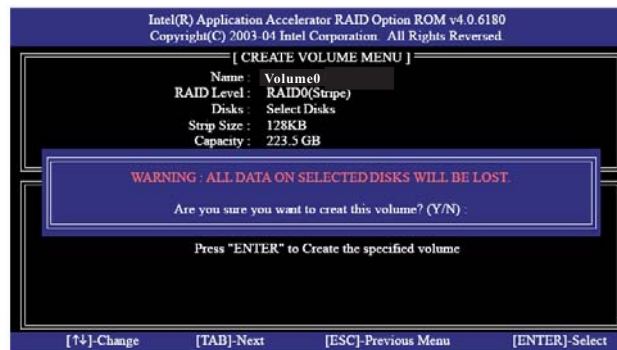 Intel(R) Application Accelerator RAID Option ROM v4.0.6180
Copyright(C) 2003-04 Intel Corporation. All Rights Reversed.
[ CREATE VOLUME MENU ]
Name : Volume0
RAID Level : RAID0(Stripe)
Disks : Select Disks
Strip Size : 128KB
Capacity : 223.5 GB
WARNING : ALL DATA ON SELECTED DISKS WILL BE LOST.
Are you sure you want to creat this volume? (Y/N) :
Press "ENTER" to Create the specified volume
[↑↓]-Change [TAB]-Next [ESC]-Previous Menu [ENTER]-Select